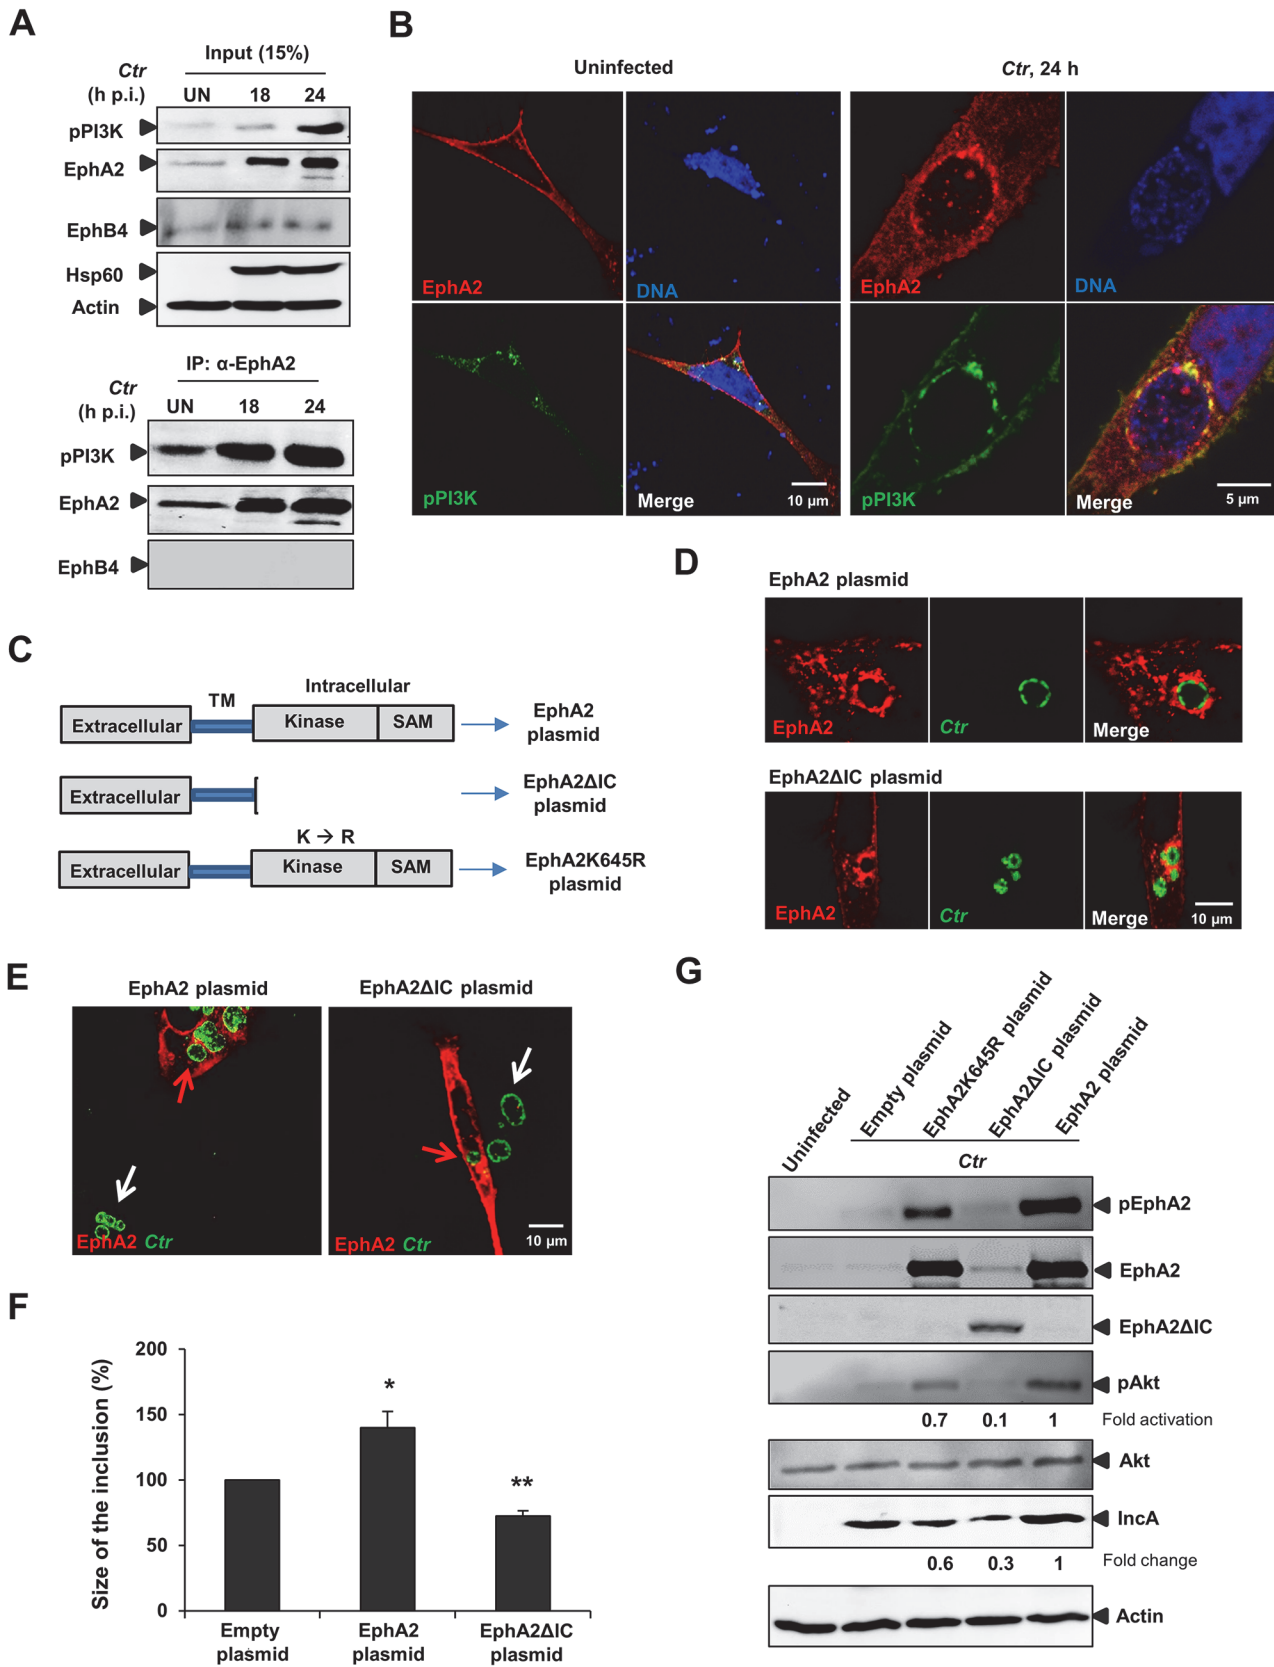 A
Input (15%)
Ctr
(h p.i.)
UN 18 24
pPI3K
EphA2
EphB4
Hsp60
Actin
IP: α-EphA2
Ctr
(h p.i.)
UN 18 24
pPI3K
EphA2
EphB4
B
Uninfected
Ctr, 24 h
EphA2
DNA
EphA2
DNA
pPI3K
Merge
10 µm
pPI3K
Merge
5 µm
C
TM
Intracellular
Extracellular
Kinase
SAM
EphA2
plasmid
Extracellular
EphA2ΔIC
plasmid
K → R
Extracellular
Kinase
SAM
EphA2K645R
plasmid
D
EphA2 plasmid
EphA2
Ctr
Merge
EphA2ΔIC plasmid
EphA2
Ctr
Merge
10 µm
E
EphA2 plasmid
EphA2ΔIC plasmid
EphA2 Ctr
EphA2 Ctr
10 µm
F
Size of the inclusion (%)
200
150
100
50
0
*
**
Empty
plasmid
EphA2
plasmid
EphA2ΔIC
plasmid
G
Uninfected
Empty plasmid
EphA2K645R plasmid
EphA2ΔIC plasmid
EphA2 plasmid
Ctr
pEphA2
EphA2
EphA2ΔIC
pAkt
0.7 0.1 1 Fold activation
Akt
IncA
0.6 0.3 1 Fold change
Actin